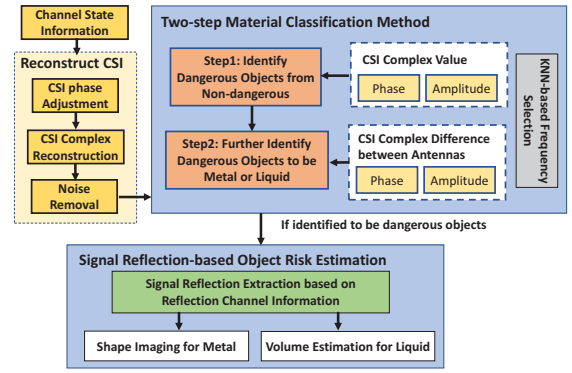 Channel State
Information
Reconstruct CSI
CSI phase
Adjustment
CSI Complex
Reconstruction
Noise
Removal
Two-step Material Classification Method
Step1: Identify
Dangerous Objects from
Non-dangerous
CSI Complex Value
Phase
Amplitude
Step2: Further Identify
Dangerous Objects to be
Metal or Liquid
CSI Complex Difference
between Antennas
Phase
Amplitude
KNN-based Frequency
Selection
If identified to be dangerous objects
Signal Reflection-based Object Risk Estimation
Signal Reflection Extraction based on
Reflection Channel Information
Shape Imaging for Metal
Volume Estimation for Liquid